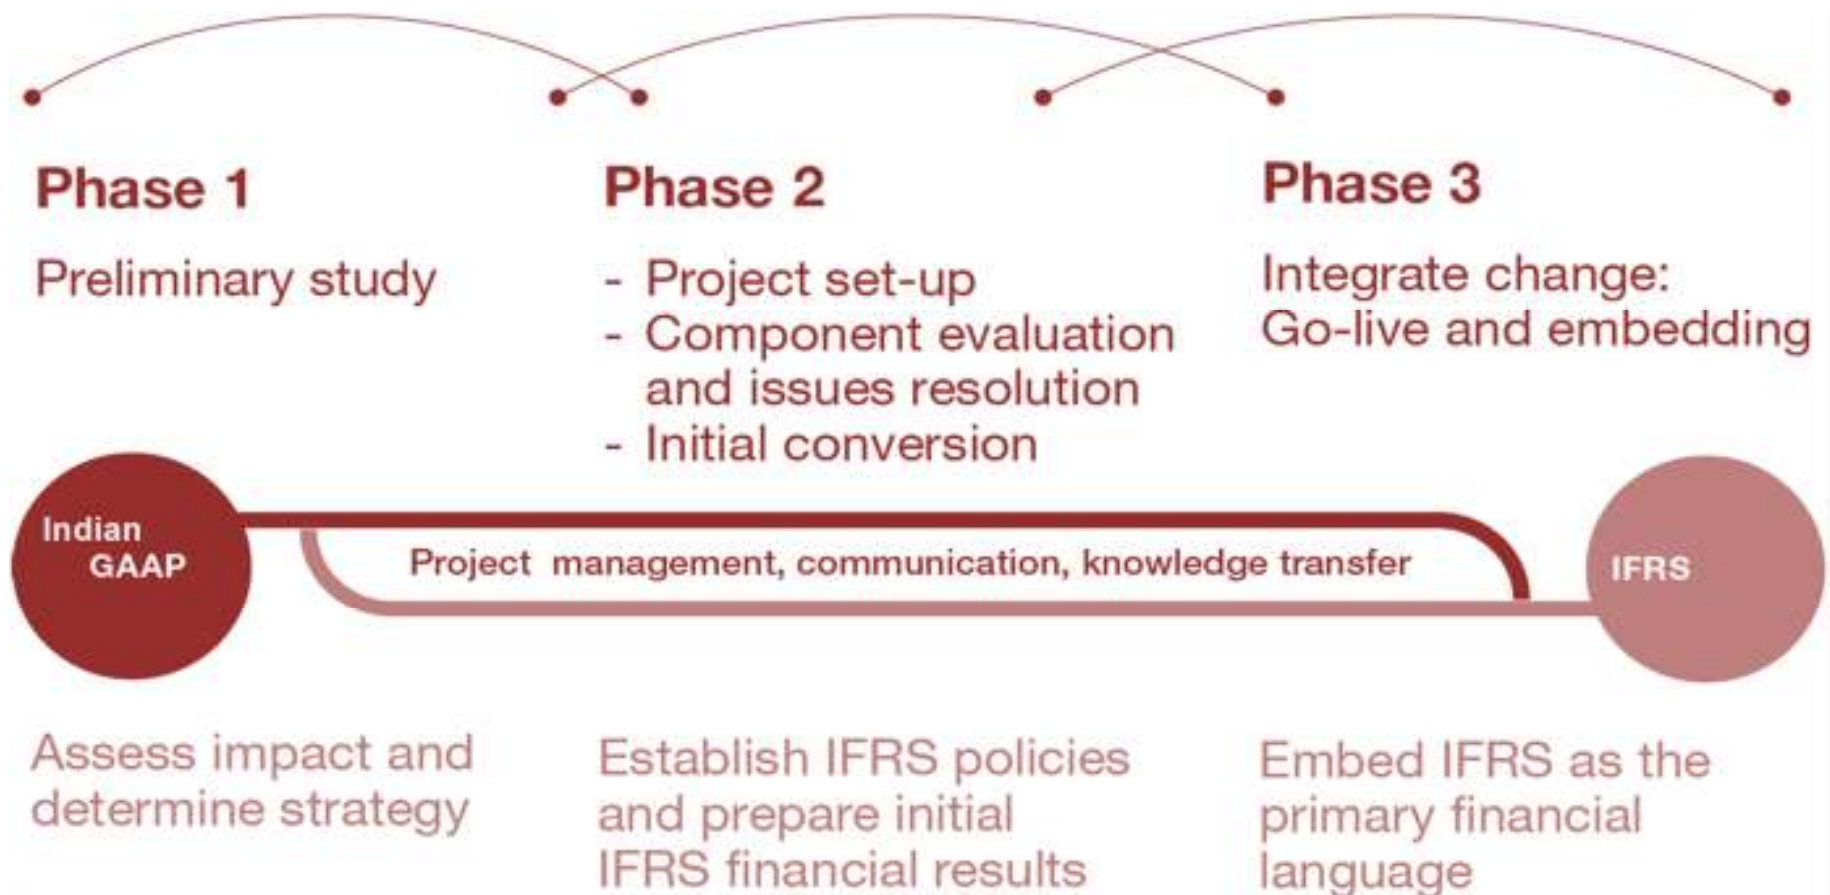 Phase 1
Preliminary study
Phase 2
- Project set-up
- Component evaluation
and issues resolution
- Initial conversion
Phase 3
Integrate change:
Go-live and embedding
Indian
GAAP
Project management, communication, knowledge transfer
IFRS
Assess impact and
determine strategy
Establish IFRS policies
and prepare initial
IFRS financial results
Embed IFRS as the
primary financial
language